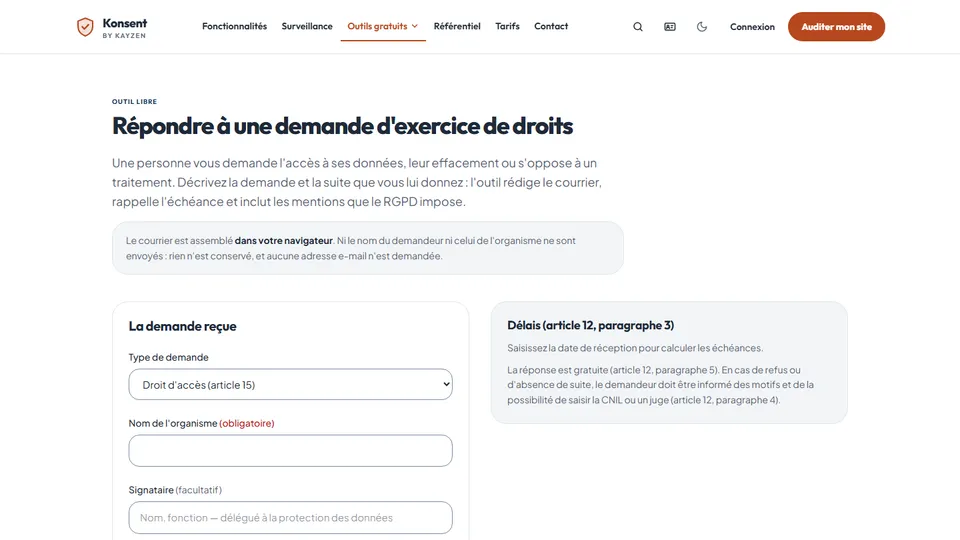 Konsent
BY KAYZEN
Fonctionnalités
Surveillance
Outils gratuits
Référentiel
Tarifs
Contact
Connexion
Auditer mon site
OUTIL LIBRE
Répondre à une demande d'exercice de droits
Une personne vous demande l'accès à ses données, leur effacement ou s'oppose à un
traitement. Décrivez la demande et la suite que vous lui donnez : l'outil rédige le courrier,
rappelle l'échéance et inclut les mentions que le RGPD impose.
Le courrier est assemblé dans votre navigateur. Ni le nom du demandeur ni celui de l'organisme ne sont
envoyés : rien n'est conservé, et aucune adresse e-mail n'est demandée.
La demande reçue
Type de demande
Droit d'accès (article 15)
Nom de l'organisme (obligatoire)
Signataire (facultatif)
Nom, fonction — délégué à la protection des données
Délais (article 12, paragraphe 3)
Saisissez la date de réception pour calculer les échéances.
La réponse est gratuite (article 12, paragraphe 5). En cas de refus ou
d'absence de suite, le demandeur doit être informé des motifs et de la
possibilité de saisir la CNIL ou un juge (article 12, paragraphe 4).